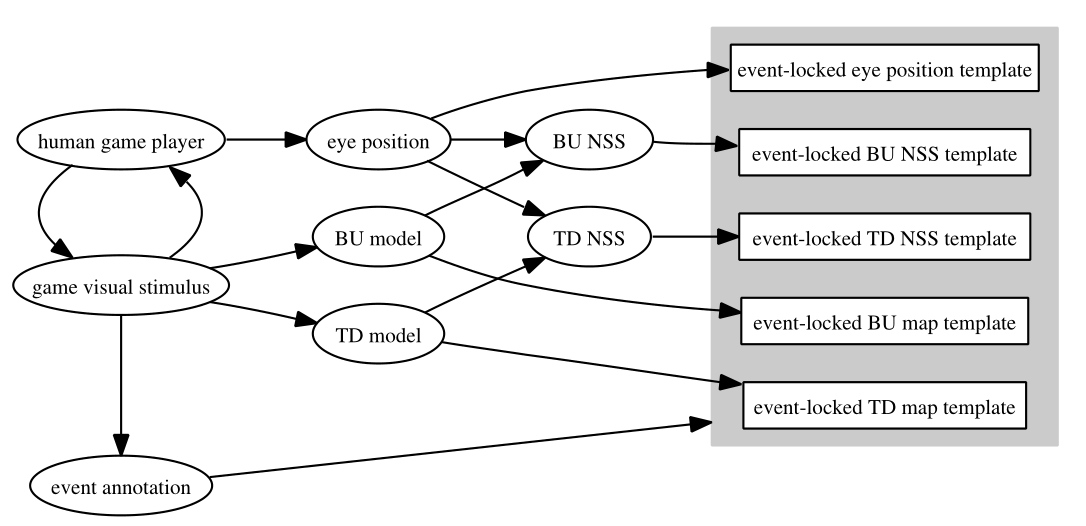 human game player
game visual stimulus
event annotation
eye position
BU model
TD model
BU NSS
TD NSS
event-locked eye position template
event-locked BU NSS template
event-locked TD NSS template
event-locked BU map template
event-locked TD map template